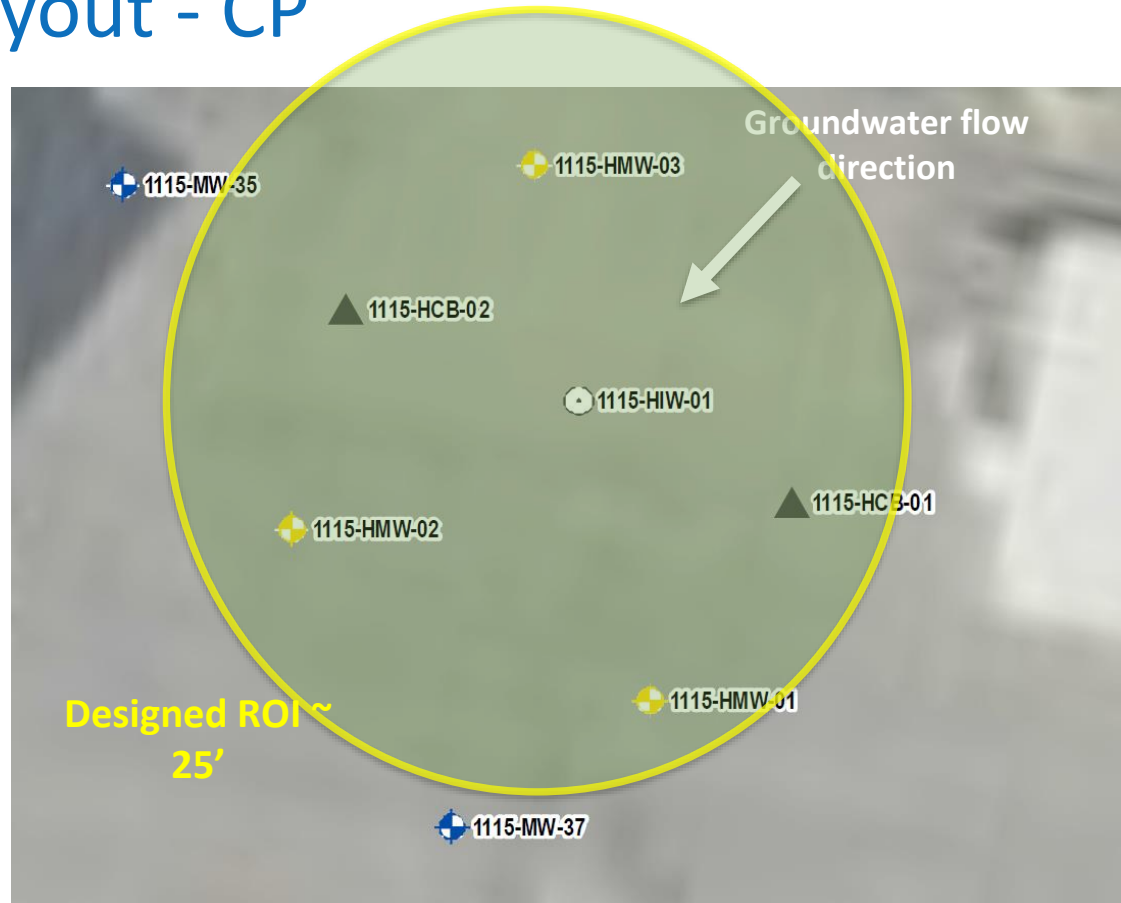 yout - CP
Groundwater flow
direction
1115-HMW-03
1115-MW-35
1115-HCB-02
1115-HIW-01
1115-HCB-01
1115-HMW-02
1115-HMW-01
Designed ROI ~
25’
1115-MW-37